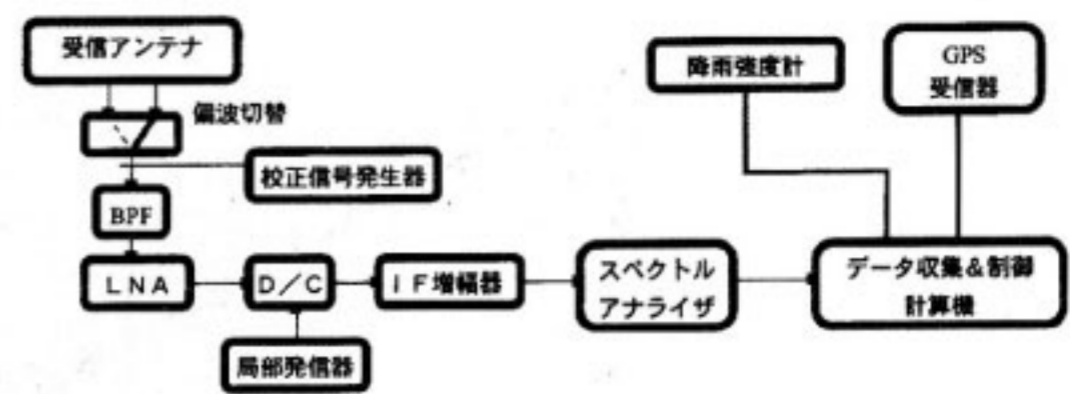 受信アンテナ
偏波切替
校正信号発生器
BPF
LNA
D/C
IF増幅器
局部発信器
スペクトル
アナライザ
降雨強度計
GPS
受信器
データ収集&制御
計算機